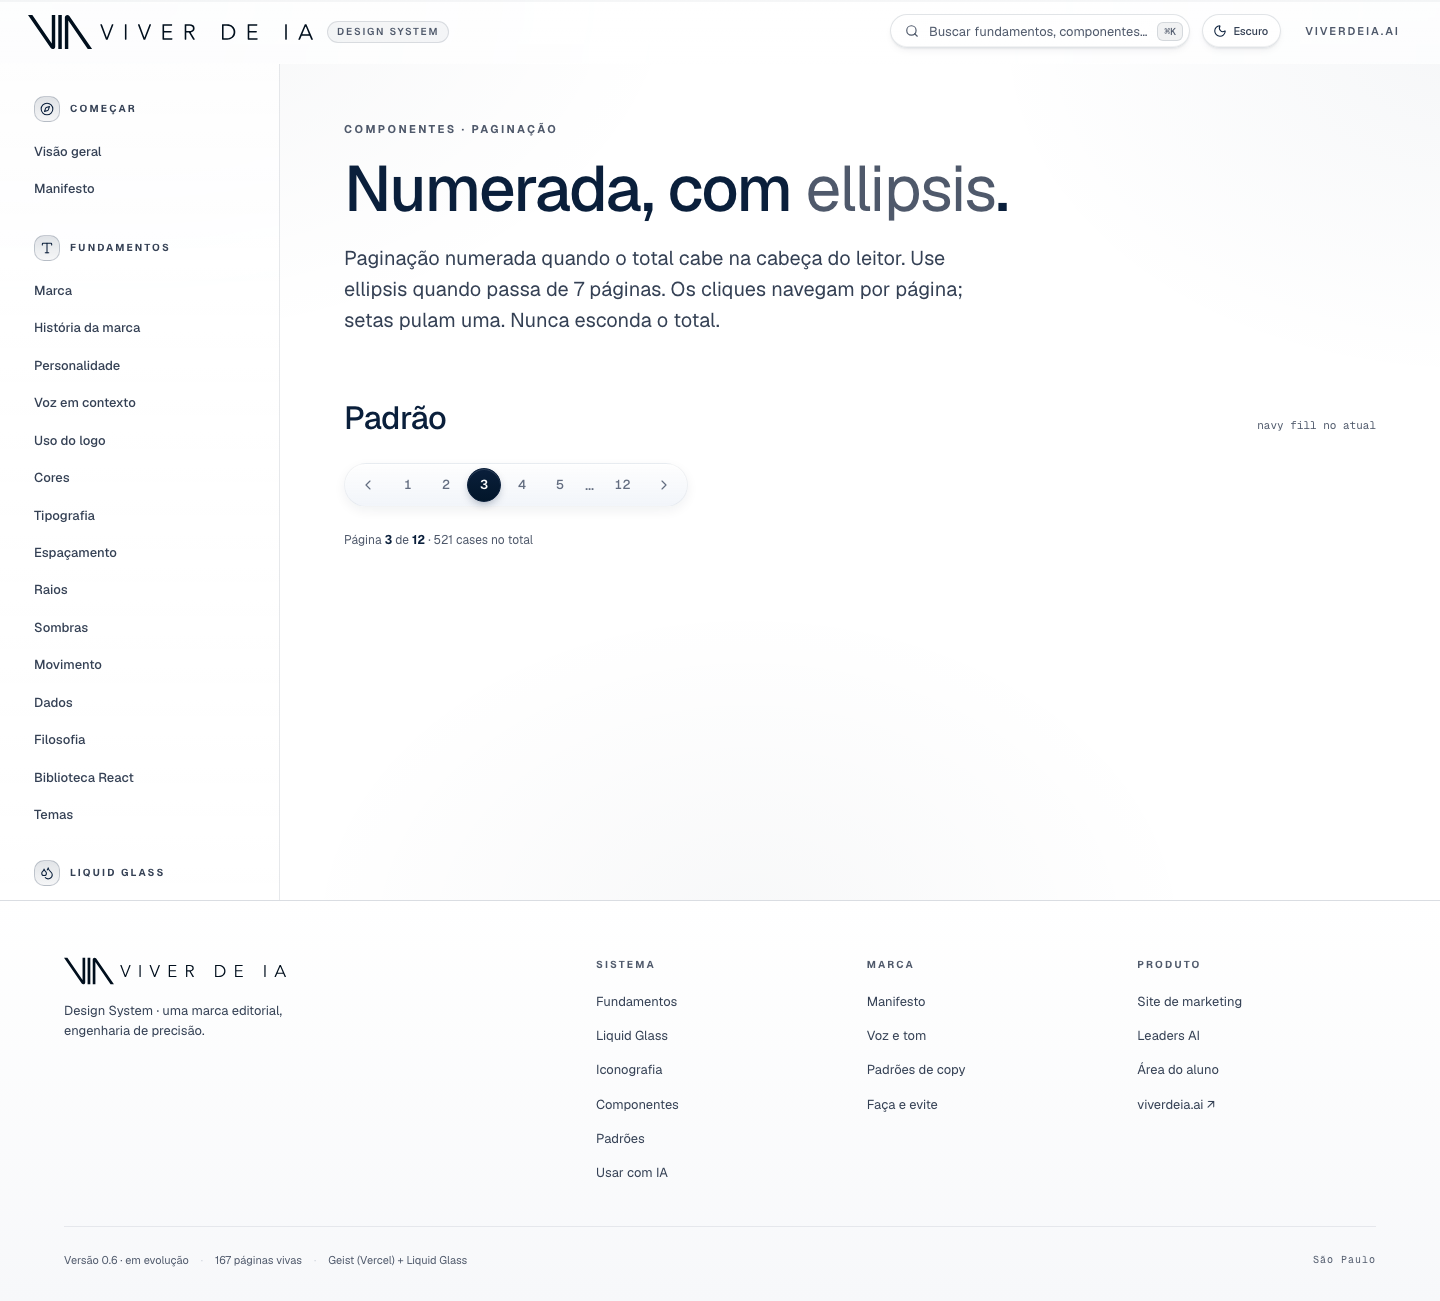 VIVER DE IA
DESIGN SYSTEM
Buscar fundamentos, componentes...
⌘K
Escuro
VIVERDEIA.AI
COMEÇAR
Visão geral
Manifesto
FUNDAMENTOS
Marca
História da marca
Personalidade
Voz em contexto
Uso do logo
Cores
Tipografia
Espaçamento
Raios
Sombras
Movimento
Dados
Filosofia
Biblioteca React
Temas
LIQUID GLASS
COMPONENTES · PAGINAÇÃO
Numerada, com ellipsis.
Paginação numerada quando o total cabe na cabeça do leitor. Use
ellipsis quando passa de 7 páginas. Os cliques navegam por página;
setas pulam uma. Nunca esconda o total.
Padrão
navy fill no atual
1 2 3 4 5 ... 12
Página 3 de 12 · 521 cases no total
VIVER DE IA
Design System · uma marca editorial,
engenharia de precisão.
SISTEMA
Fundamentos
Liquid Glass
Iconografia
Componentes
Padrões
Usar com IA
MARCA
Manifesto
Voz e tom
Padrões de copy
Faça e evite
PRODUTO
Site de marketing
Leaders AI
Área do aluno
viverdeia.ai ↗
Versão 0.6 · em evolução · 167 páginas vivas · Geist (Vercel) + Liquid Glass
São Paulo